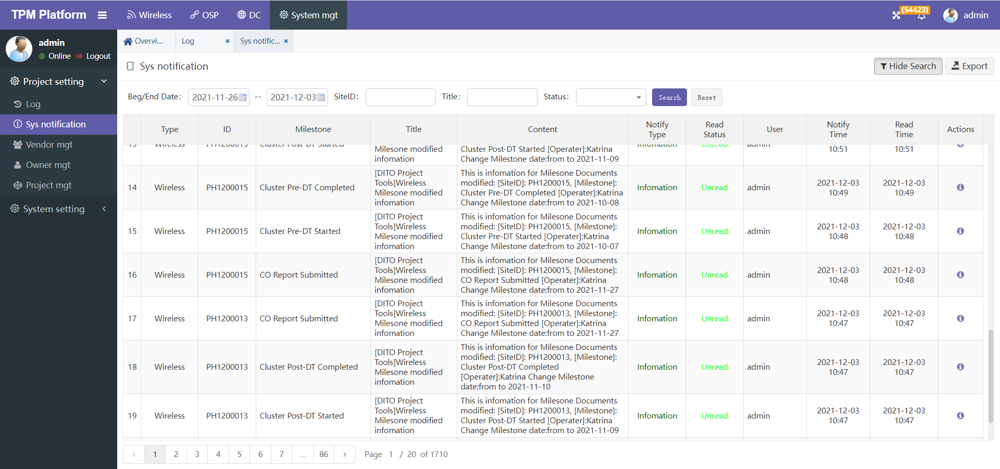 TPM Platform
Wireless
OSP
DC
System mgt
(54423)
admin
admin
Online
Logout
Project setting
Log
Sys notification
Vendor mgt
Owner mgt
Project mgt
System setting
Overvi...
Log
Sys notific...
Sys notification
Hide Search
Export
Beg/End Date:
2021-11-26
--
2021-12-03
SiteID:
Title:
Status:
Search
Reset
Type
ID
Milestone
Title
Content
Notify
Type
Read
Status
User
Notify
Time
Read
Time
Actions
Wireless
Cluster Post-DT Started
Milesone modified
infomation
Cluster Post-DT Started [Operater]:Katrina
Change Milestone date:from to 2021-11-09
Infomation
Unread
admin
10:51
10:51
14
Wireless
PH1200015
Cluster Pre-DT Completed
[DITO Project
Tools]Wireless
Milesone modified
infomation
This is infomation for Milesone Documents
modified: [SiteID]: PH1200015, [Milestone]:
Cluster Pre-DT Completed [Operater]:Katrina
Change Milestone date:from to 2021-10-08
Infomation
Unread
admin
2021-12-03
10:49
2021-12-03
10:49
15
Wireless
PH1200015
Cluster Pre-DT Started
[DITO Project
Tools]Wireless
Milesone modified
infomation
This is infomation for Milesone Documents
modified: [SiteID]: PH1200015, [Milestone]:
Cluster Pre-DT Started [Operater]:Katrina
Change Milestone date:from to 2021-10-07
Infomation
Unread
admin
2021-12-03
10:48
2021-12-03
10:48
16
Wireless
PH1200015
CO Report Submitted
[DITO Project
Tools]Wireless
Milesone modified
infomation
This is infomation for Milesone Documents
modified: [SiteID]: PH1200015, [Milestone]:
CO Report Submitted [Operater]:Katrina
Change Milestone date:from to 2021-11-27
Infomation
Unread
admin
2021-12-03
10:48
2021-12-03
10:48
17
Wireless
PH1200013
CO Report Submitted
[DITO Project
Tools]Wireless
Milesone modified
infomation
This is infomation for Milesone Documents
modified: [SiteID]: PH1200013, [Milestone]:
CO Report Submitted [Operater]:Katrina
Change Milestone date:from to 2021-11-27
Infomation
Unread
admin
2021-12-03
10:47
2021-12-03
10:47
18
Wireless
PH1200013
Cluster Post-DT Completed
[DITO Project
Tools]Wireless
Milesone modified
infomation
This is infomation for Milesone Documents
modified: [SiteID]: PH1200013, [Milestone]:
Cluster Post-DT Completed
[Operater]:Katrina Change Milestone
date:from to 2021-11-10
Infomation
Unread
admin
2021-12-03
10:47
2021-12-03
10:47
19
Wireless
PH1200013
Cluster Post-DT Started
[DITO Project
Tools]Wireless
Milesone modified
infomation
This is infomation for Milesone Documents
modified: [SiteID]: PH1200013, [Milestone]:
Cluster Post-DT Started [Operater]:Katrina
Change Milestone date:from to 2021-11-09
Infomation
Unread
admin
2021-12-03
10:47
2021-12-03
10:47
< 1 2 3 4 5 6 7 ... 86 >
Page 1 / 20 of 1710